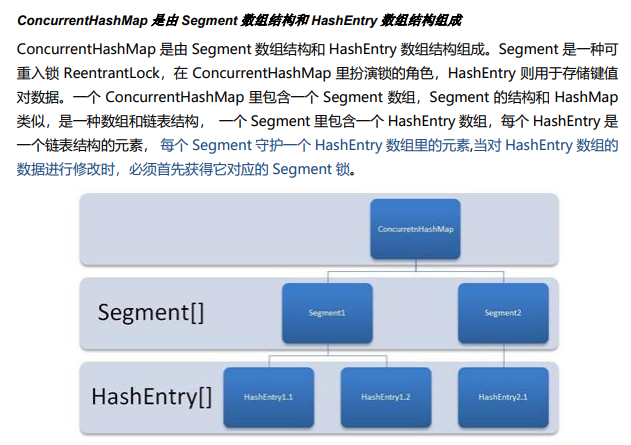 ConcurrentHashMap 是由 Segment 数组结构和 HashEntry 数组结构组成
ConcurrentHashMap 是由 Segment 数组结构和 HashEntry 数组结构组成。Segment 是一种可
重入锁 ReentrantLock，在 ConcurrentHashMap 里扮演锁的角色，HashEntry 则用于存储键值
对数据。一个 ConcurrentHashMap 里包含一个 Segment 数组，Segment 的结构和 HashMap
类似，是一种数组和链表结构， 一个 Segment 里包含一个 HashEntry 数组，每个 HashEntry 是
一个链表结构的元素， 每个 Segment 守护一个 HashEntry 数组里的元素,当对 HashEntry 数组的
数据进行修改时，必须首先获得它对应的 Segment 锁。
ConcurretnHashMap
Segment[]
Segment1
Segment2
HashEntry[]
HashEntry1.1
HashEntry1.2
HashEntry2.1